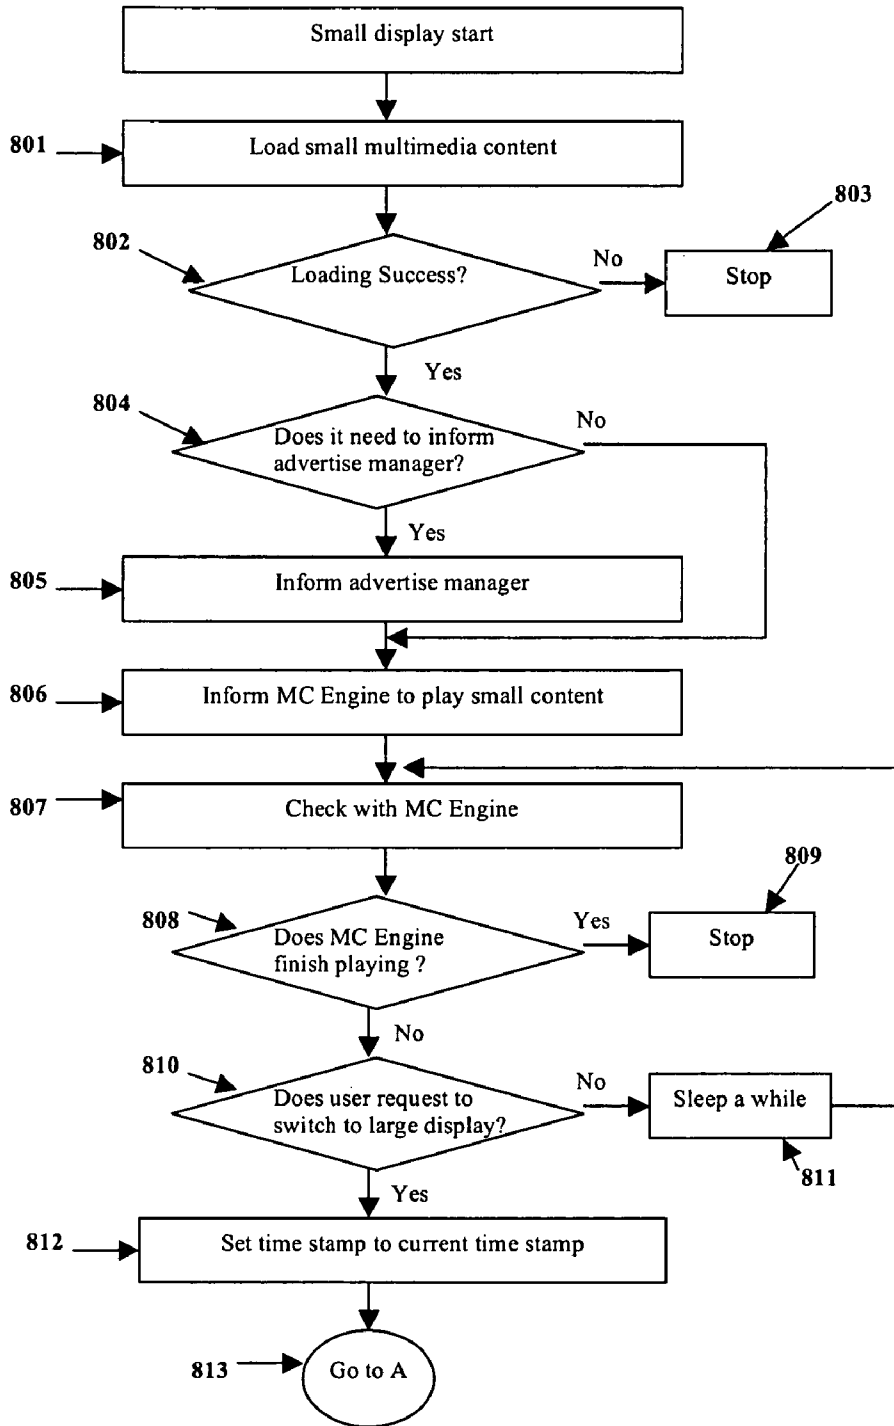 Small display start
801
Load small multimedia content
803
802
Loading Success?
No
Stop
Yes
804
No
Does it need to inform
advertise manager?
Yes
805
Inform advertise manager
806
Inform MC Engine to play small content
807
Check with MC Engine
809
808
Yes
Stop
Does MC Engine
finish playing ?
No
810
No
Sleep a while
Does user request to
switch to large display?
811
Yes
812
Set time stamp to current time stamp
813
Go to A